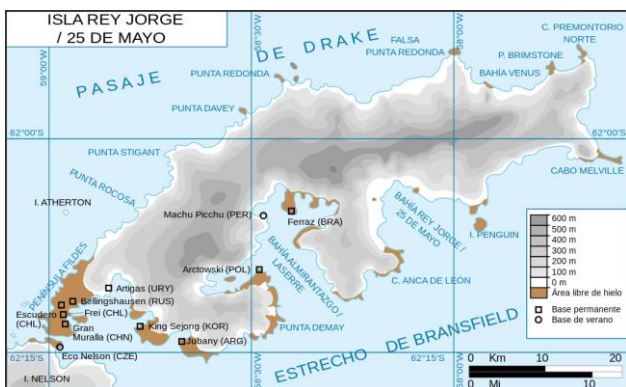 ISLA REY JORGE
/ 25 DE MAYO
PASAJE DE DRAKE
59°00'S
58°30'S
FALSA
PUNTA REDONDA
C. PREMONTORIO
NORTE
P. BRIMSTONE
BAHÍA VENUS
PUNTA REDONDA
PUNTA DAVEY
62°00'S
62°00'S
PUNTA STIGANT
CABO MELVILLE
PUNTA ROCOSA
I. ATHERTON
Machu Picchu (PER)
Ferraz (BRA)
BAHÍA REY JORGE /
25 DE MAYO
I. PENGUIN
600 m
500 m
400 m
300 m
200 m
100 m
0 m
Área libre de hielo
Base permanente
Base de verano
BAHÍA ALMIRANTAZGO /
LASERRE
Arctowski (POL)
C. ANCA DE LEÓN
PENÍNSULA FILDES
Artigas (URY)
Bellingshausen (RUS)
Escudero
(CHL)
Frei (CHL)
Gran
Muralla (CHN)
King Sejong (KOR)
Jubany (ARG)
PUNTA DEMAY
Eco Nelson (CZE)
62°15'S
62°15'S
ESTRECHO DE BRANSFIELD
I. NELSON
58°30'S
58°00'S
0 Km 10 20
0 Mi 10